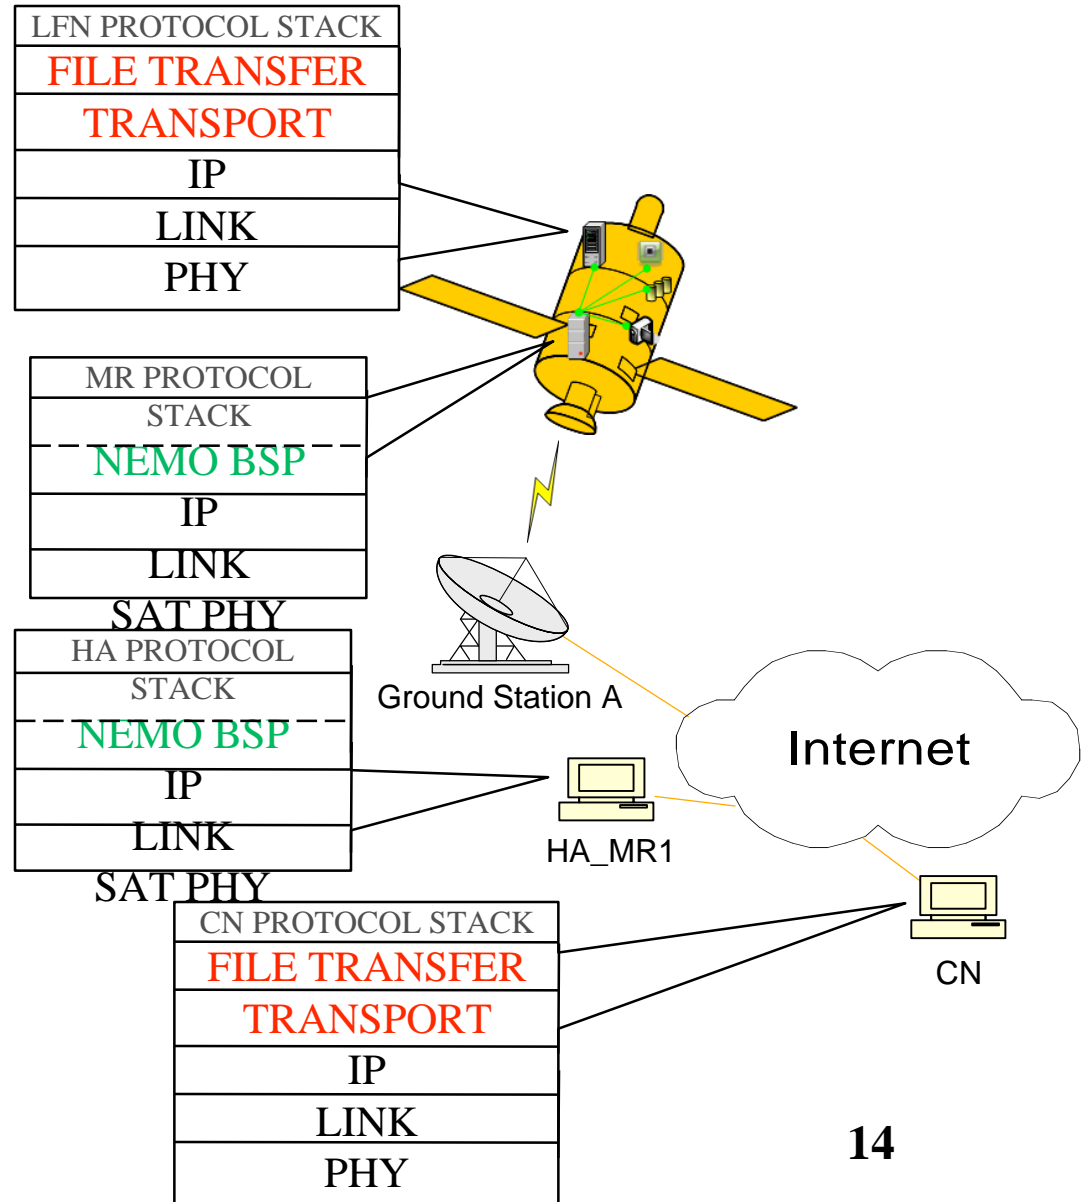 LFN PROTOCOL STACK
FILE TRANSFER
TRANSPORT
IP
LINK
PHY
MR PROTOCOL
STACK
NEMO BSP
IP
LINK
SAT PHY
HA PROTOCOL
STACK
NEMO BSP
IP
LINK
SAT PHY
Ground Station A
Internet
HA_MR1
CN
CN PROTOCOL STACK
FILE TRANSFER
TRANSPORT
IP
LINK
PHY
14